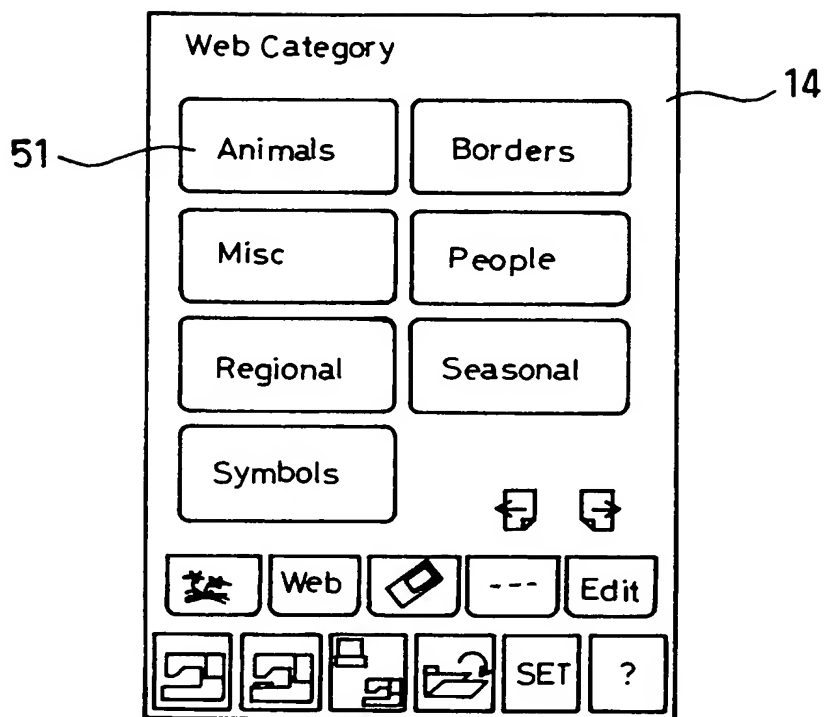 Web Category
14
51
Animals Borders
Misc People
Regional Seasonal
Symbols
Web --- Edit
SET ?